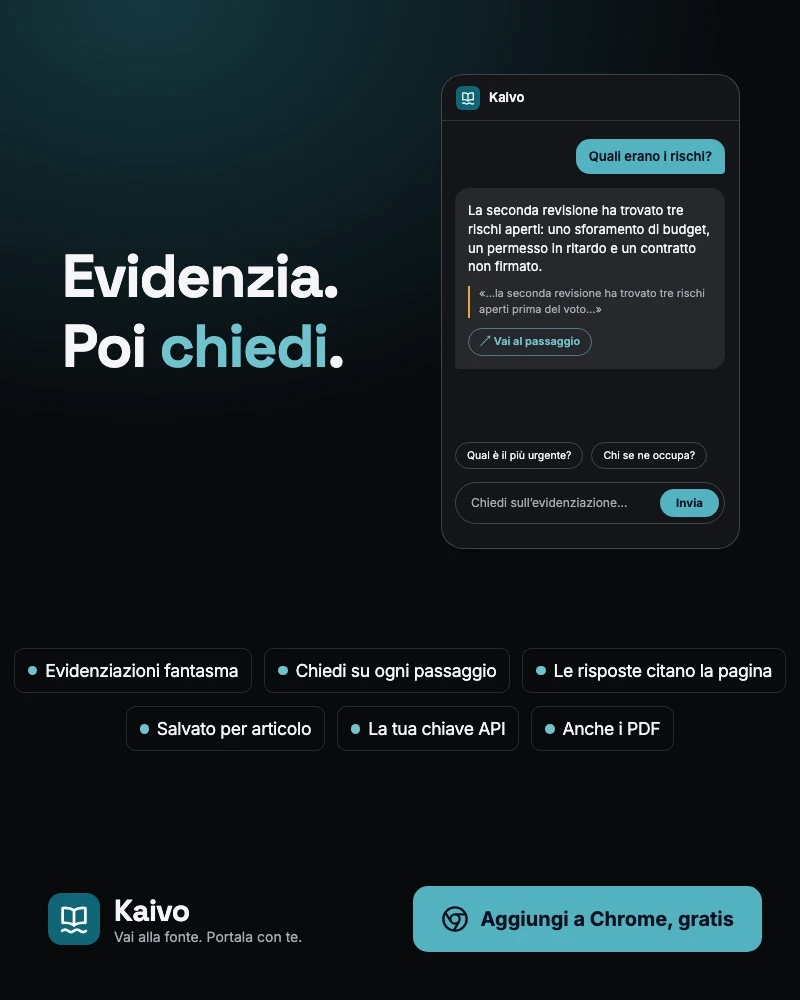 Evidenzia.
Poi chiedi.
Kaivo
Quali erano i rischi?
La seconda revisione ha trovato tre
rischi aperti: uno sforamento di budget,
un permesso in ritardo e un contratto
non firmato.
«…la seconda revisione ha trovato tre rischi
aperti prima del voto…»
↗ Vai al passaggio
Qual è il più urgente?
Chi se ne occupa?
Chiedi sull’evidenziazione…
Invia
Evidenziazioni fantasma
Chiedi su ogni passaggio
Le risposte citano la pagina
Salvato per articolo
La tua chiave API
Anche i PDF
Kaivo
Vai alla fonte. Portala con te.
Aggiungi a Chrome, gratis